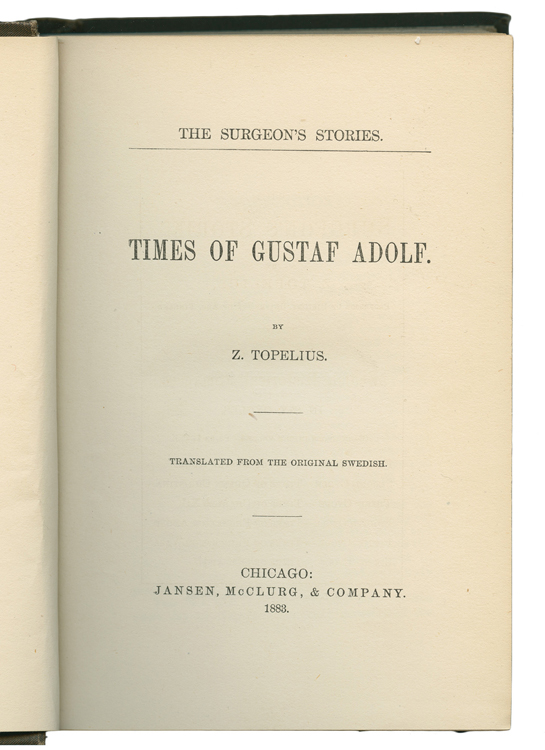 THE SURGEON'S STORIES.
TIMES OF GUSTAF ADOLF.
BY
Z. TOPELIUS.
TRANSLATED FROM THE ORIGINAL SWEDISH.
CHICAGO:
JANSEN, McCLURG, & COMPANY.
1883.